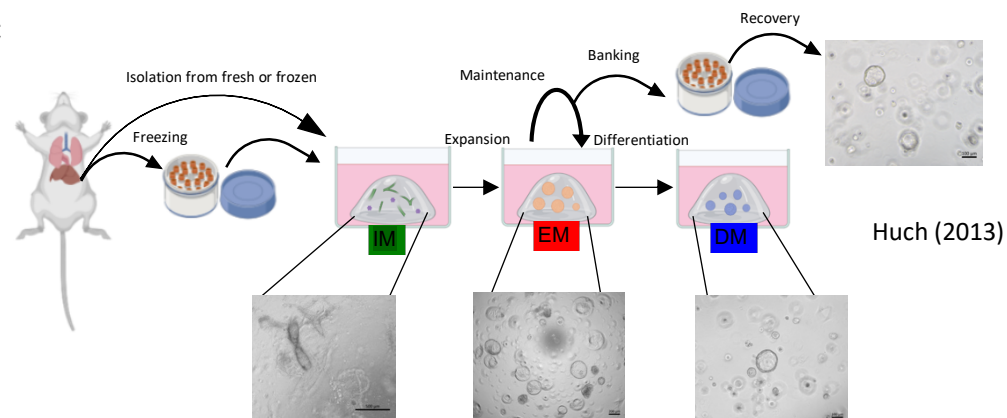 Recovery
Banking
Isolation from fresh or frozen
Maintenance
Freezing
Expansion
Differentiation
IM
EM
DM
Huch (2013)